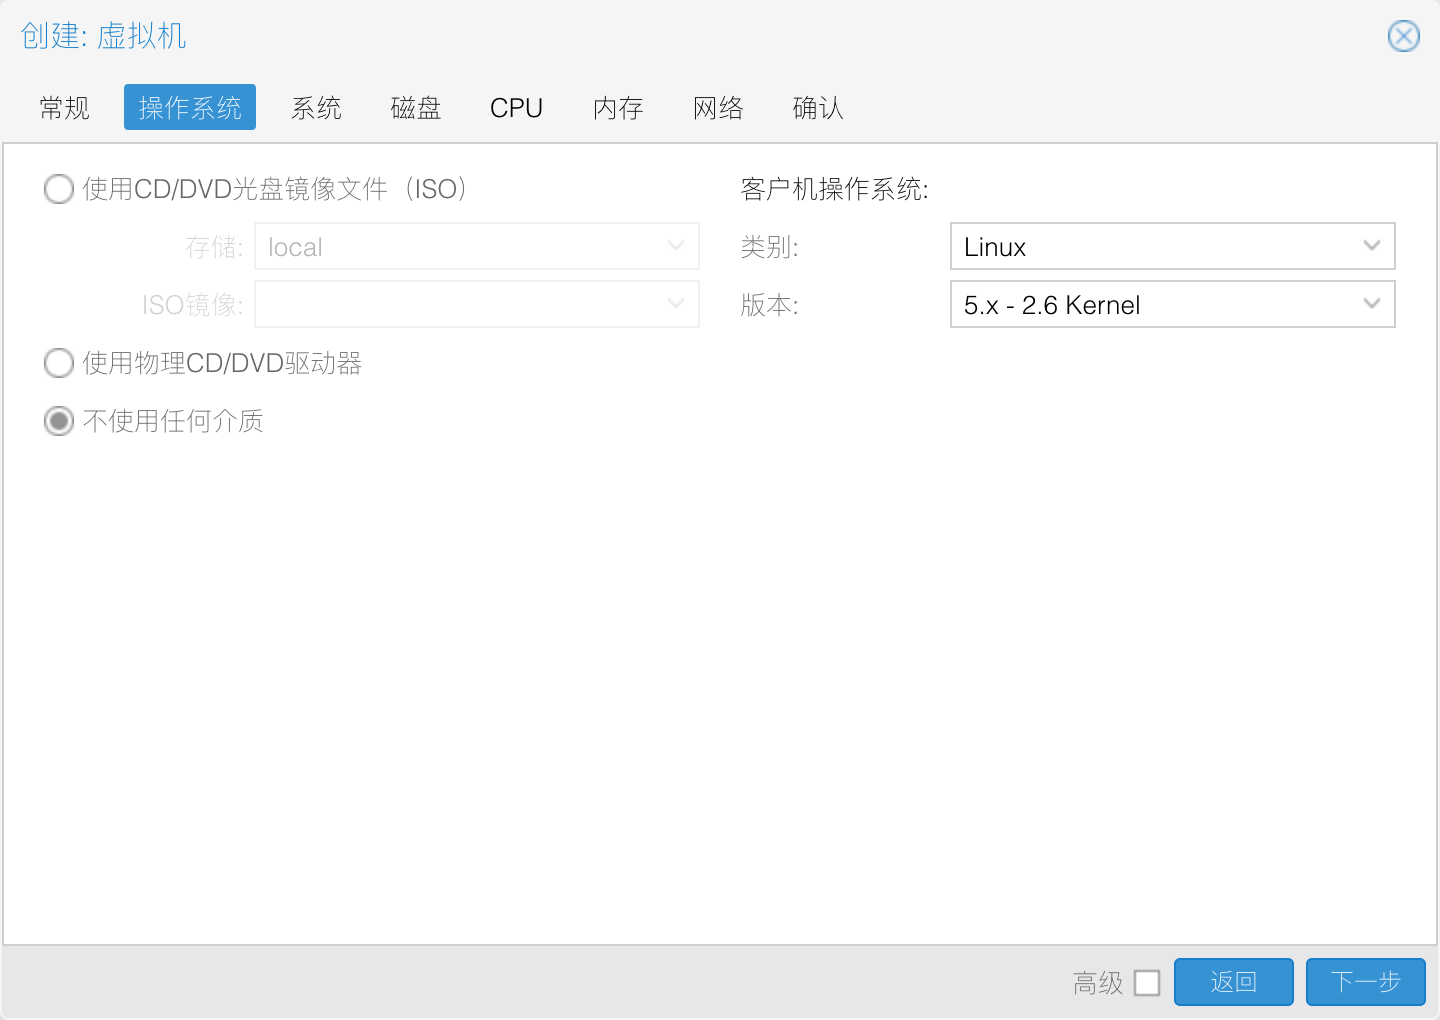 创建: 虚拟机
常规 操作系统 系统 磁盘 CPU 内存 网络 确认
使用CD/DVD光盘镜像文件（ISO）
存储: local
ISO镜像:
使用物理CD/DVD驱动器
不使用任何介质
客户机操作系统:
类别: Linux
版本: 5.x - 2.6 Kernel
高级 返回 下一步